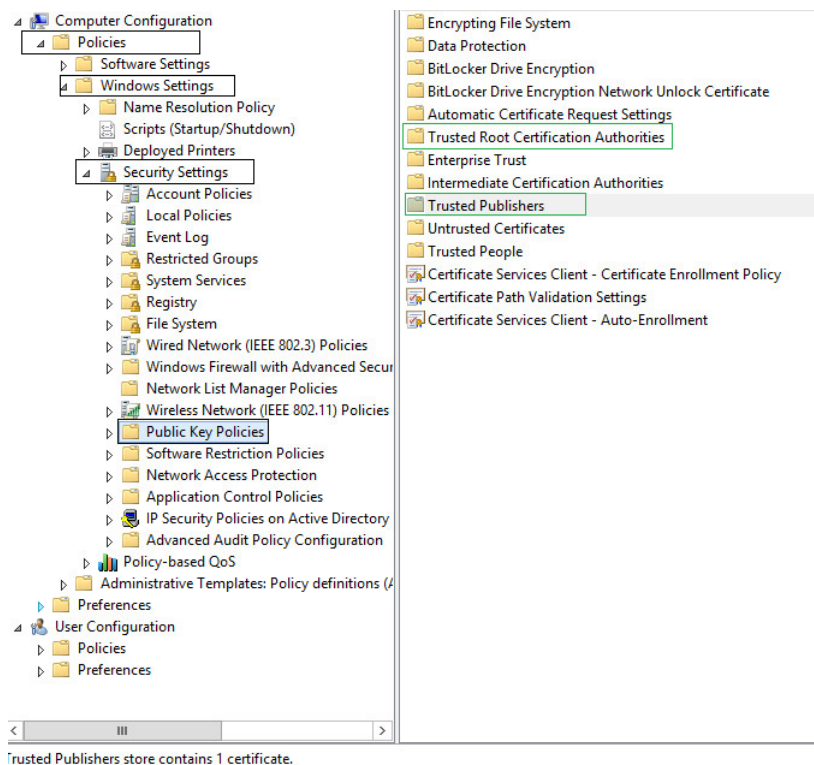 Computer Configuration
Policies
Software Settings
Windows Settings
Name Resolution Policy
Scripts (Startup/Shutdown)
Deployed Printers
Security Settings
Account Policies
Local Policies
Event Log
Restricted Groups
System Services
Registry
File System
Wired Network (IEEE 802.3) Policies
Windows Firewall with Advanced Secur
Network List Manager Policies
Wireless Network (IEEE 802.11) Policies
Public Key Policies
Software Restriction Policies
Network Access Protection
Application Control Policies
IP Security Policies on Active Directory
Advanced Audit Policy Configuration
Policy-based QoS
Administrative Templates: Policy definitions (A
Preferences
User Configuration
Policies
Preferences
Encrypting File System
Data Protection
BitLocker Drive Encryption
BitLocker Drive Encryption Network Unlock Certificate
Automatic Certificate Request Settings
Trusted Root Certification Authorities
Enterprise Trust
Intermediate Certification Authorities
Trusted Publishers
Untrusted Certificates
Trusted People
Certificate Services Client - Certificate Enrollment Policy
Certificate Path Validation Settings
Certificate Services Client - Auto-Enrollment
Trusted Publishers store contains 1 certificate.